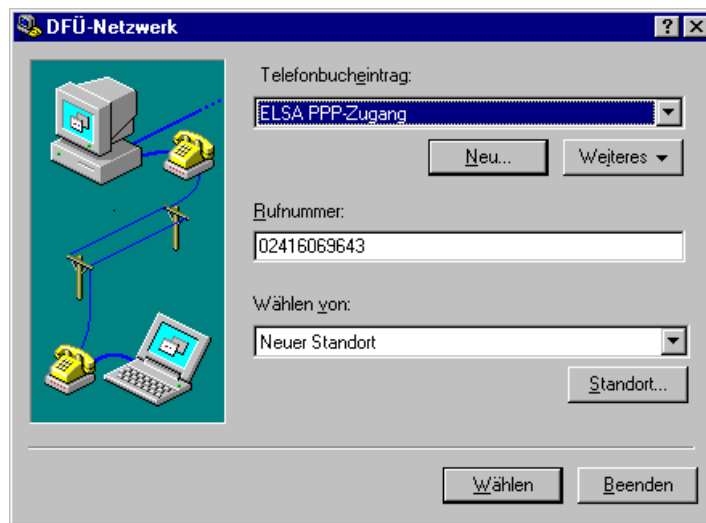 DFÜ-Netzwerk
Telefonbucheintrag:
ELSA PPP-Zugang
Neu...
Weiteres
Rufnummer:
02416069643
Wählen von:
Neuer Standort
Standort...
Wählen
Beenden